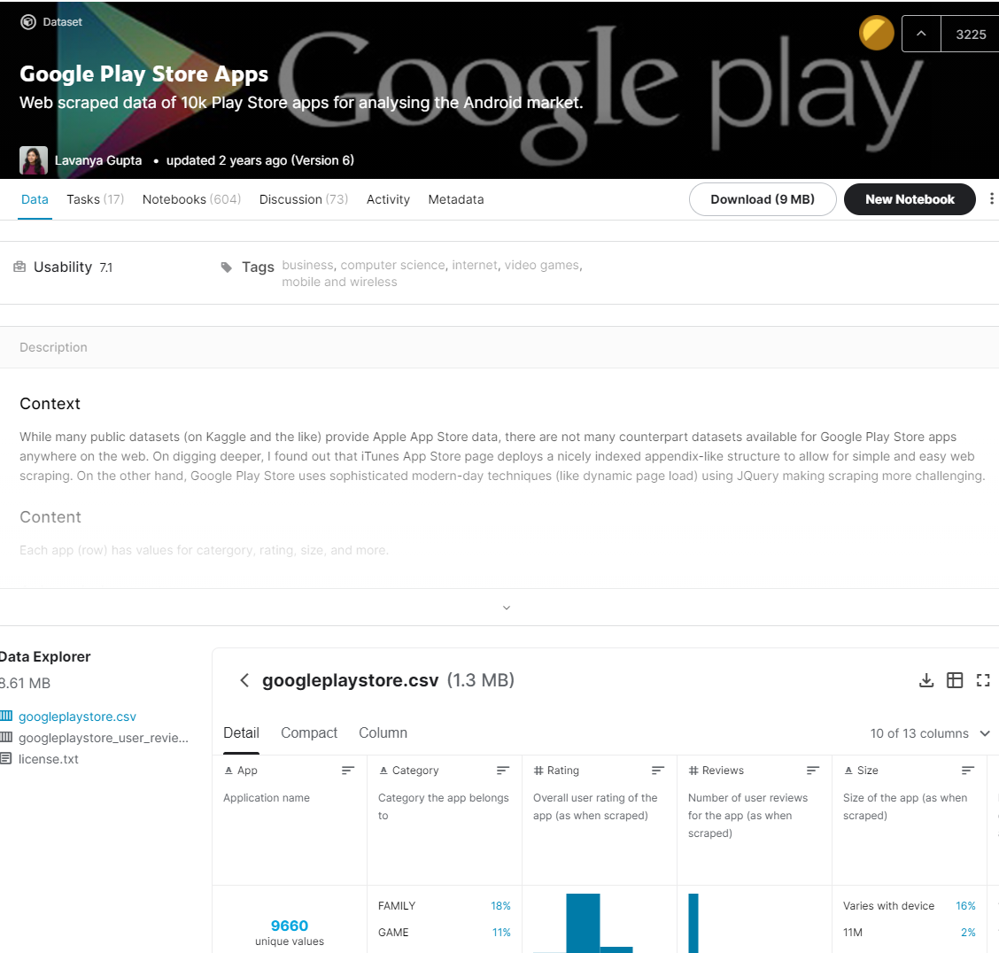 Dataset
Google play
3225
Google Play Store Apps
Web scraped data of 10k Play Store apps for analysing the Android market.
Lavanya Gupta • updated 2 years ago (Version 6)
Data Tasks (17) Notebooks (604) Discussion (73) Activity Metadata Download (9 MB) New Notebook
Usability 7.1 Tags business, computer science, internet, video games,
mobile and wireless
Description
Context
While many public datasets (on Kaggle and the like) provide Apple App Store data, there are not many counterpart datasets available for Google Play Store apps
anywhere on the web. On digging deeper, I found out that iTunes App Store page deploys a nicely indexed appendix-like structure to allow for simple and easy web
scraping. On the other hand, Google Play Store uses sophisticated modern-day techniques (like dynamic page load) using JQuery making scraping more challenging.
Content
Each app (row) has values for catergory, rating, size, and more.
Data Explorer
8.61 MB
googleplaystore.csv
googleplaystore_user_revie...
license.txt
googleplaystore.csv (1.3 MB)
Detail Compact Column 10 of 13 columns
App Category Rating Reviews Size
Application name
Category the app belongs
to
Overall user rating of the
app (as when scraped)
Number of user reviews
for the app (as when
scraped)
Size of the app (as when
scraped)
9660
unique values
FAMILY 18%
GAME 11%
Varies with device 16%
11M 2%